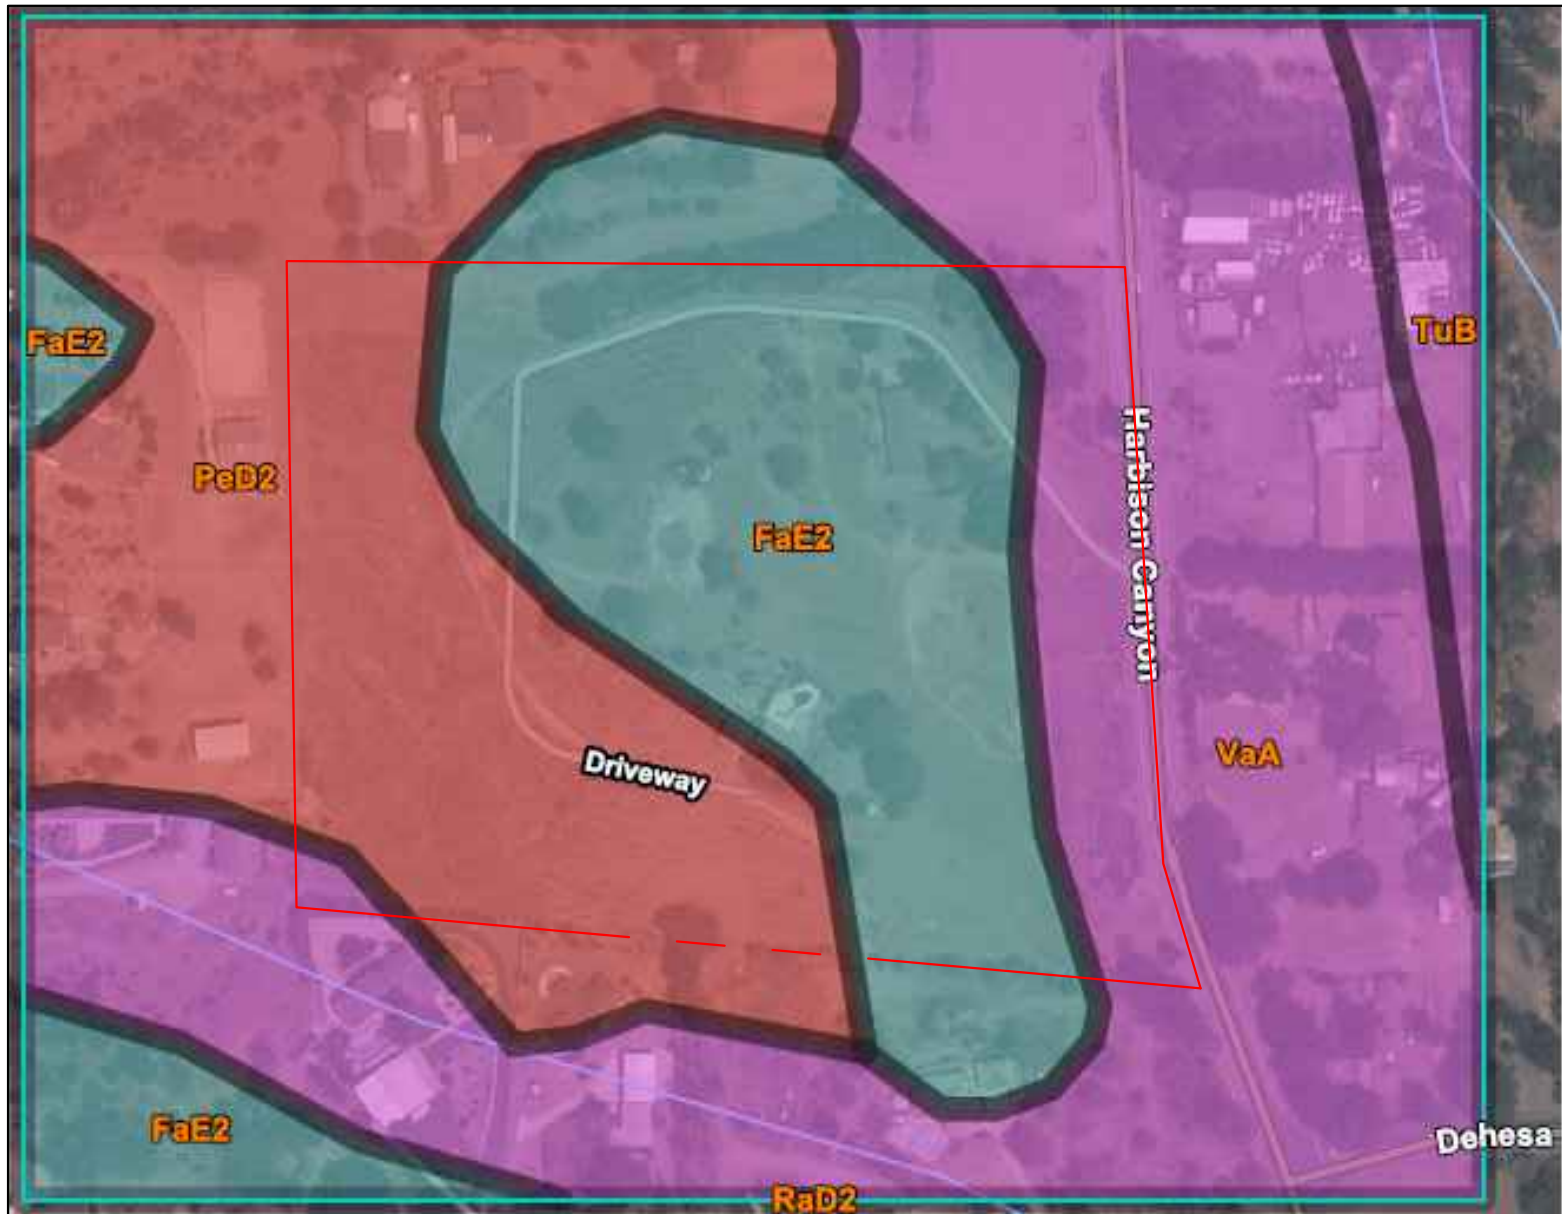 FaE2
TuB
PeD2
FaE2
Harbison Canyon
VaA
Driveway
FaE2
Dehesa
RaD2